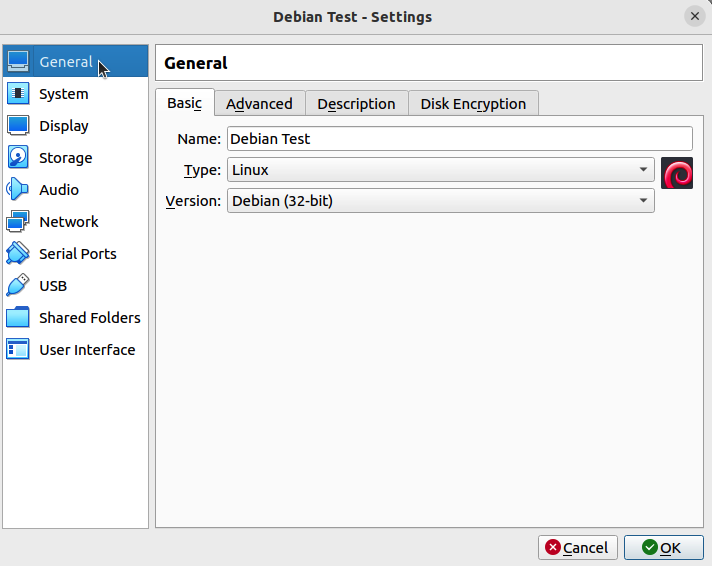 Debian Test - Settings
General
System
Display
Storage
Audio
Network
Serial Ports
USB
Shared Folders
User Interface
General
Basic Advanced Description Disk Encryption
Name: Debian Test
Type: Linux
Version: Debian (32-bit)
Cancel OK